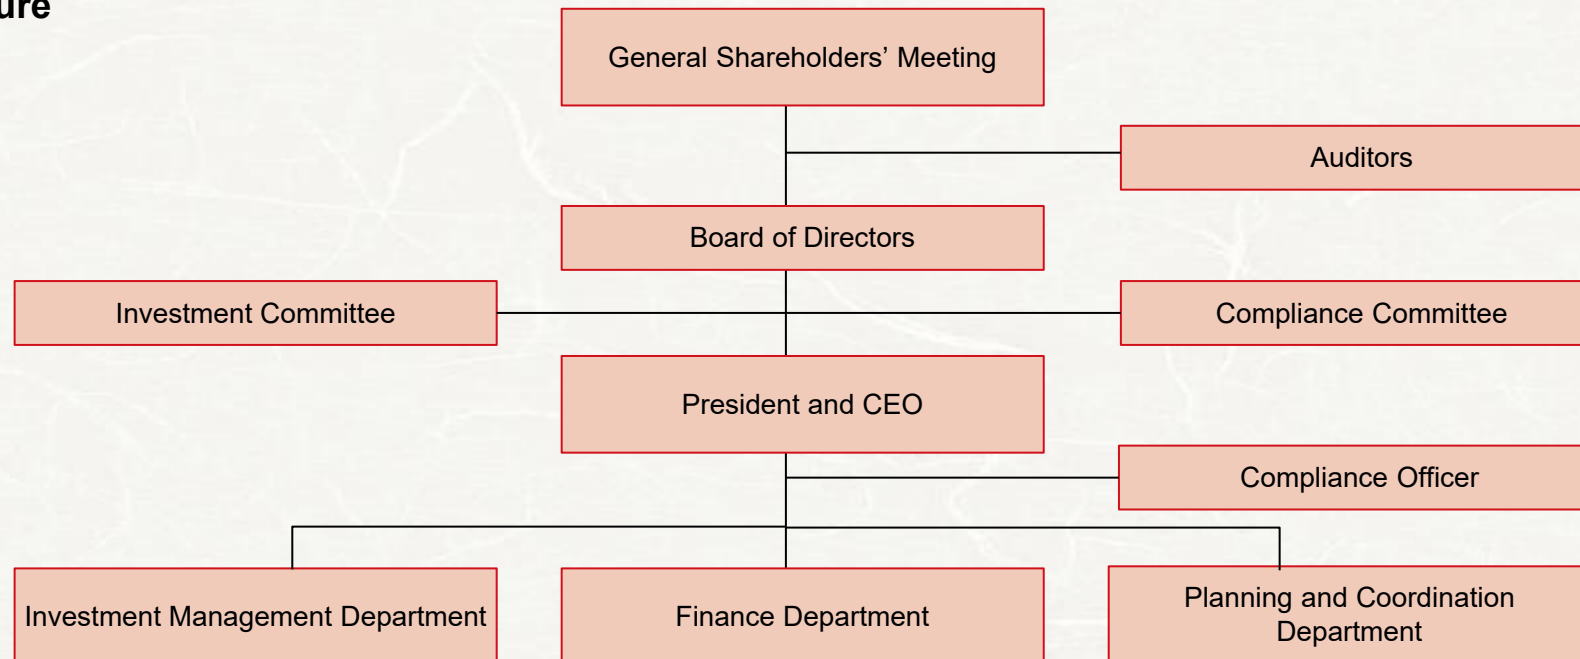 General Shareholders’ Meeting
Auditors
Board of Directors
Investment Committee
Compliance Committee
President and CEO
Compliance Officer
Investment Management Department
Finance Department
Planning and Coordination
Department